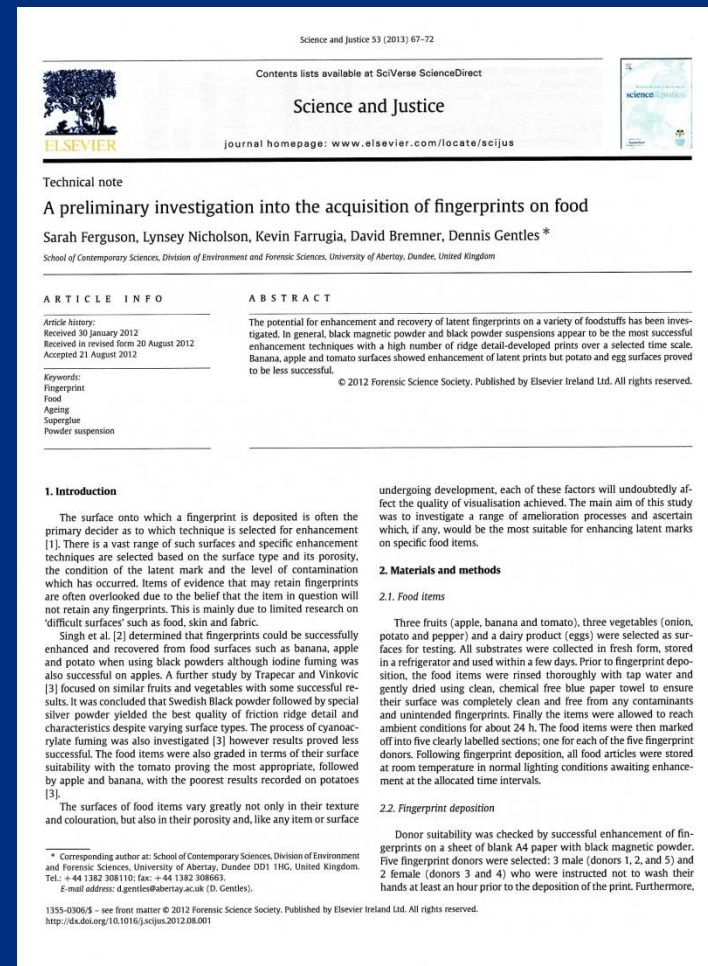 Science and Justice 53 (2013) 67–72
Contents lists available at SciVerse ScienceDirect
Science and Justice
journal homepage: www.elsevier.com/locate/scijus
ELSEVIER
science & justice
Technical note
A preliminary investigation into the acquisition of fingerprints on food
Sarah Ferguson, Lynsey Nicholson, Kevin Farrugia, David Bremner, Dennis Gentles *
School of Contemporary Sciences, Division of Environment and Forensic Sciences, University of Abertay, Dundee, United Kingdom
ARTICLE INFO
Article history:
Received 30 January 2012
Received in revised form 20 August 2012
Accepted 21 August 2012
Keywords:
Fingerprint
Food
Ageing
Superglue
Powder suspension
ABSTRACT
The potential for enhancement and recovery of latent fingerprints on a variety of foodstuffs has been inves-
tigated. In general, black magnetic powder and black powder suspensions appear to be the most successful
enhancement techniques with a high number of ridge detail-developed prints over a selected time scale.
Banana, apple and tomato surfaces showed enhancement of latent prints but potato and egg surfaces proved
to be less successful.
© 2012 Forensic Science Society. Published by Elsevier Ireland Ltd. All rights reserved.
1. Introduction
The surface onto which a fingerprint is deposited is often the
primary decider as to which technique is selected for enhancement
[1]. There is a vast range of such surfaces and specific enhancement
techniques are selected based on the surface type and its porosity,
the condition of the latent mark and the level of contamination
which has occurred. Items of evidence that may retain fingerprints
are often overlooked due to the belief that the item in question will
not retain any fingerprints. This is mainly due to limited research on
'difficult surfaces' such as food, skin and fabric.
Singh et al. [2] determined that fingerprints could be successfully
enhanced and recovered from food surfaces such as banana, apple
and potato when using black powders although iodine fuming was
also successful on apples. A further study by Trapecar and Vinkovic
[3] focused on similar fruits and vegetables with some successful re-
sults. It was concluded that Swedish Black powder followed by special
silver powder yielded the best quality of friction ridge detail and
characteristics despite varying surface types. The process of cyanoac-
rylate fuming was also investigated [3] however results proved less
successful. The food items were also graded in terms of their surface
suitability with the tomato proving the most appropriate, followed
by apple and banana, with the poorest results recorded on potatoes
[3].
The surfaces of food items vary greatly not only in their texture
and colouration, but also in their porosity and, like any item or surface
* Corresponding author at: School of Contemporary Sciences, Division of Environment
and Forensic Sciences, University of Abertay, Dundee DD1 1HG, United Kingdom.
Tel.: +44 1382 308110; fax: +44 1382 308663.
E-mail address: d.gentles@abertay.ac.uk (D. Gentles).
undergoing development, each of these factors will undoubtedly af-
fect the quality of visualisation achieved. The main aim of this study
was to investigate a range of amelioration processes and ascertain
which, if any, would be the most suitable for enhancing latent marks
on specific food items.
2. Materials and methods
2.1. Food items
Three fruits (apple, banana and tomato), three vegetables (onion,
potato and pepper) and a dairy product (eggs) were selected as sur-
faces for testing. All substrates were collected in fresh form, stored
in a refrigerator and used within a few days. Prior to fingerprint depo-
sition, the food items were rinsed thoroughly with tap water and
gently dried using clean, chemical free blue paper towel to ensure
their surface was completely clean and free from any contaminants
and unintended fingerprints. Finally the items were allowed to reach
ambient conditions for about 24 h. The food items were then marked
off into five clearly labelled sections; one for each of the five fingerprint
donors. Following fingerprint deposition, all food articles were stored
at room temperature in normal lighting conditions awaiting enhance-
ment at the allocated time intervals.
2.2. Fingerprint deposition
Donor suitability was checked by successful enhancement of fin-
gerprints on a sheet of blank A4 paper with black magnetic powder.
Five fingerprint donors were selected: 3 male (donors 1, 2, and 5) and
2 female (donors 3 and 4) who were instructed not to wash their
hands at least an hour prior to the deposition of the print. Furthermore,
1355-0306/$ – see front matter © 2012 Forensic Science Society. Published by Elsevier Ireland Ltd. All rights reserved.
http://dx.doi.org/10.1016/j.scijus.2012.08.001